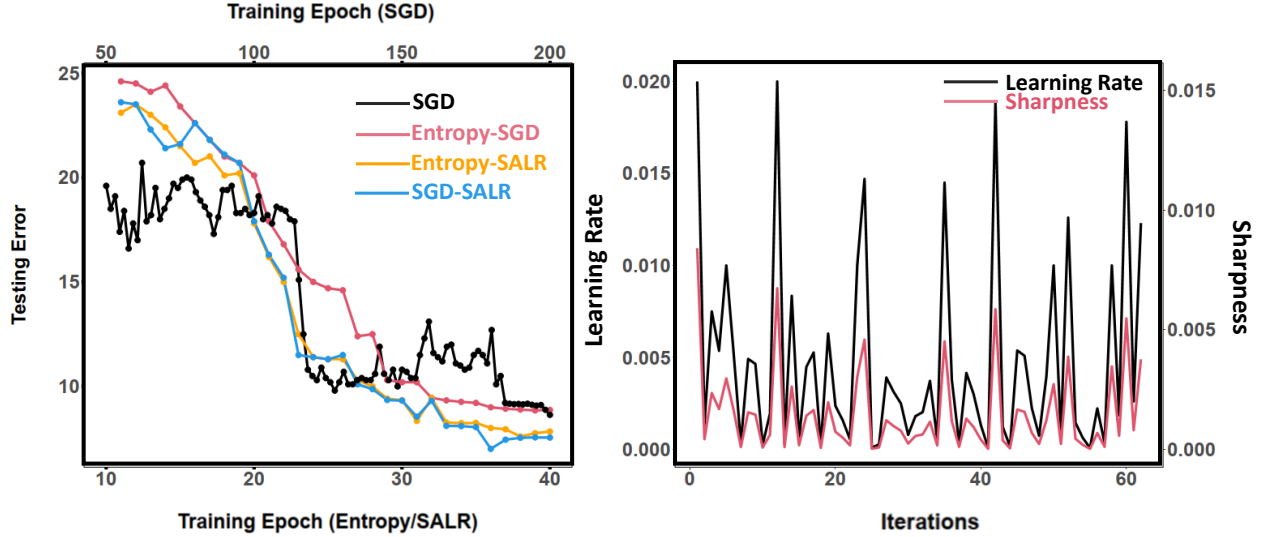 Training Epoch (SGD)
50 100 150 200
25
20
15
10
Testing Error
SGD
Entropy-SGD
Entropy-SALR
SGD-SALR
10 20 30 40
Training Epoch (Entropy/SALR)
Learning Rate
0.020
0.015
0.010
0.005
0.000
Learning Rate
Sharpness
0.015
0.010
0.005
0.000
Sharpness
0 20 40 60
Iterations